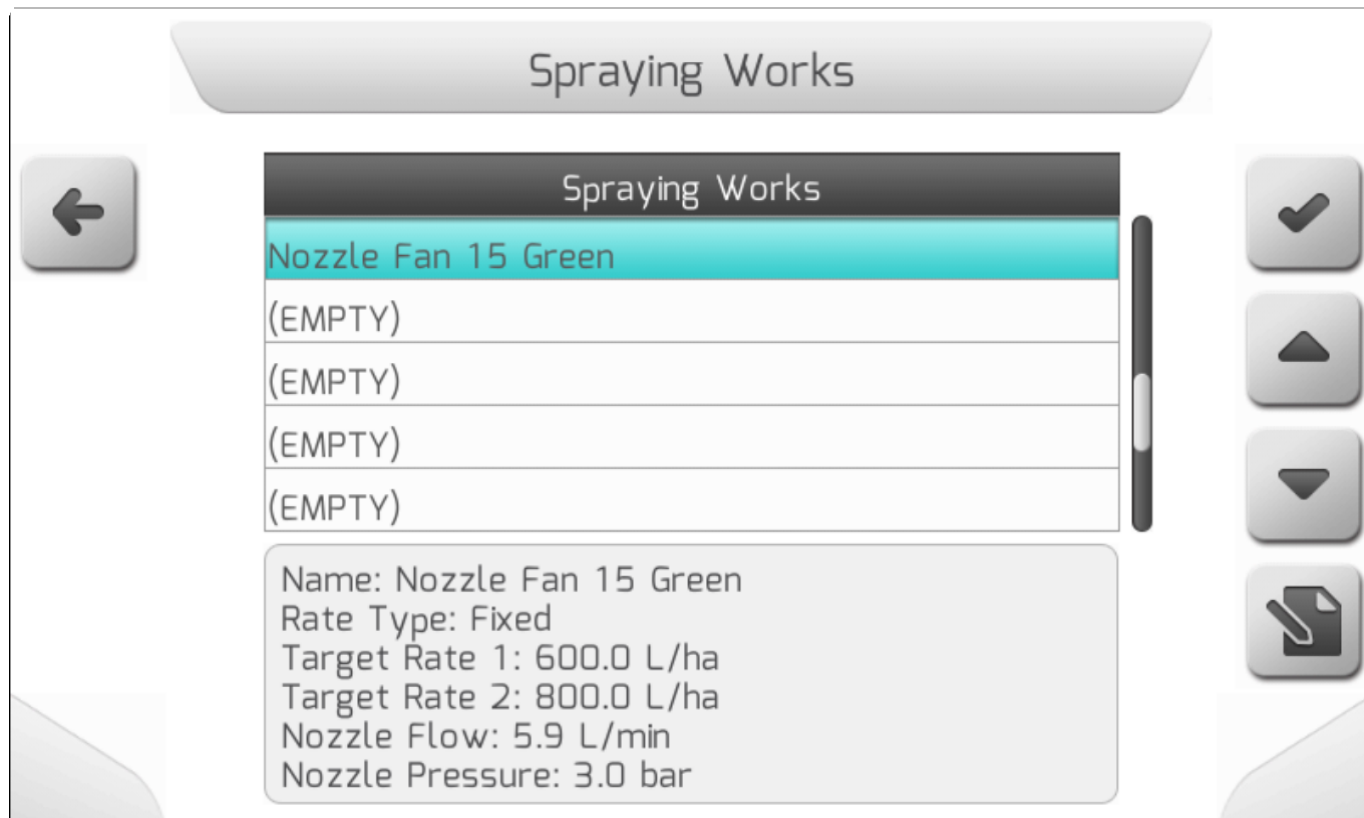 Spraying Works
Spraying Works
Nozzle Fan 15 Green
(EMPTY)
(EMPTY)
(EMPTY)
(EMPTY)
Name: Nozzle Fan 15 Green
Rate Type: Fixed
Target Rate 1: 600.0 L/ha
Target Rate 2: 800.0 L/ha
Nozzle Flow: 5.9 L/min
Nozzle Pressure: 3.0 bar